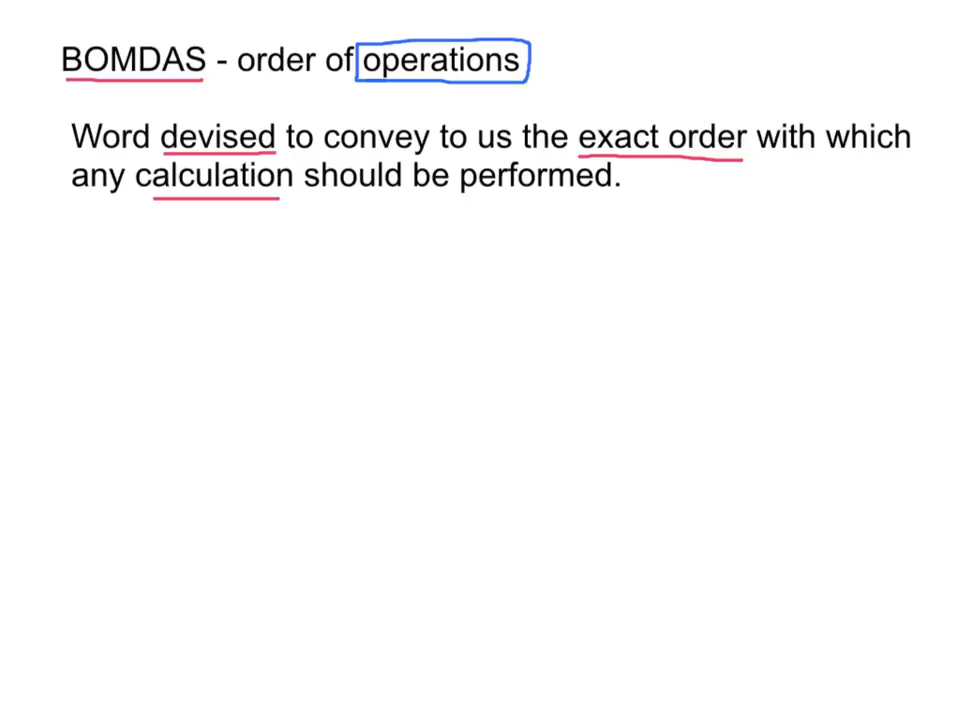 BOMDAS - order of operations
Word devised to convey to us the exact order with which
any calculation should be performed.